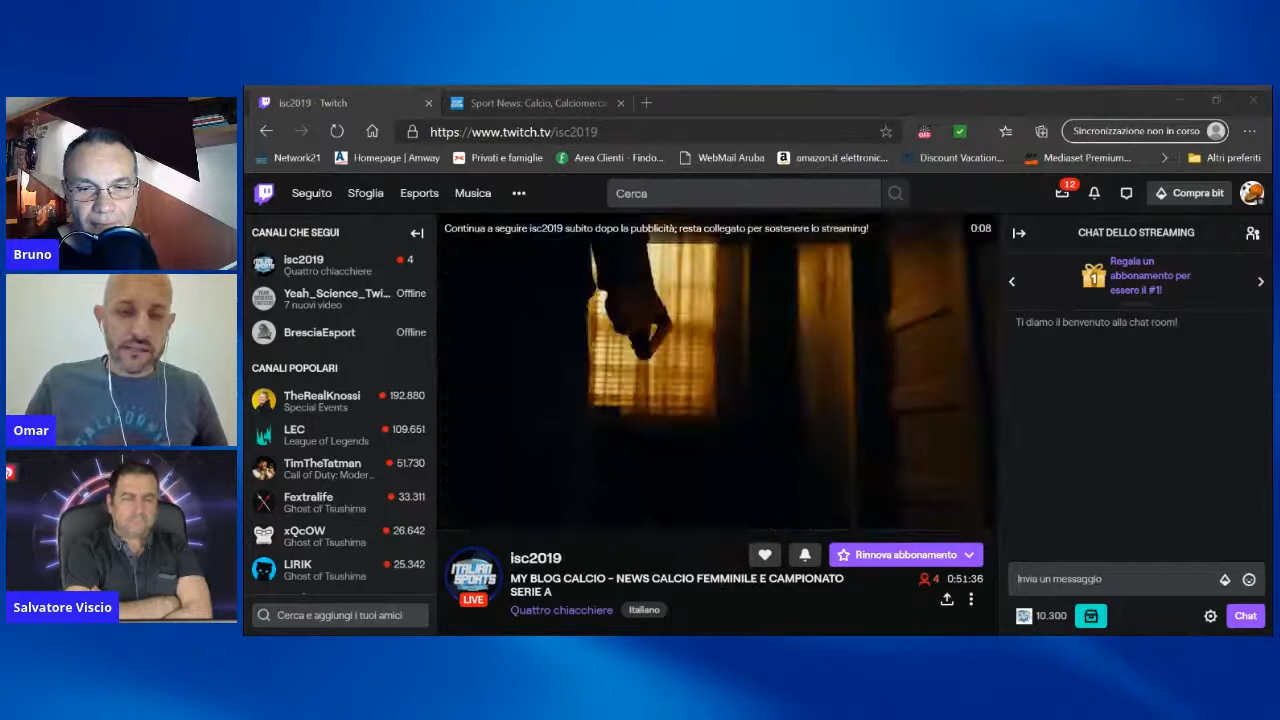 Bruno
Omar
Salvatore Viscio
isc2019 - Twitch
Sport News: Calcio, Calciomerca
https://www.twitch.tv/isc2019
OFF
Sincronizzazione non in corso
Network21
Homepage | Amway
Privati e famiglie
Area Clienti - Findo...
WebMail Aruba
amazon.it elettronic...
Discount Vacation...
Mediaset Premium...
Altri preferiti
Seguito
Sfoglia
Esports
Musica
Cerca
12
Compra bit
CANALI CHE SEGUI
isc2019
4
Quattro chiacchiere
Yeah_Science_Twi...
Offline
7 nuovi video
BresciaEsport
Offline
CANALI POPOLARI
TheRealKnossi
192.880
Special Events
LEC
109.651
League of Legends
TimTheTatman
51.730
Call of Duty: Moder...
Fextralife
33.311
Ghost of Tsushima
xQcOW
26.642
Ghost of Tsushima
LIRIK
25.342
Ghost of Tsushima
Cerca e aggiungi i tuoi amici
Continua a seguire isc2019 subito dopo la pubblicità; resta collegato per sostenere lo streaming!
0:08
ITALIAN
SPORTS
LIVE
isc2019
Rinnova abbonamento
MY BLOG CALCIO - NEWS CALCIO FEMMINILE E CAMPIONATO
SERIE A
4
0:51:36
Quattro chiacchiere
Italiano
CHAT DELLO STREAMING
1
Regala un
abbonamento per
essere il #1!
Ti diamo il benvenuto alla chat room!
Invia un messaggio
10.300
Chat